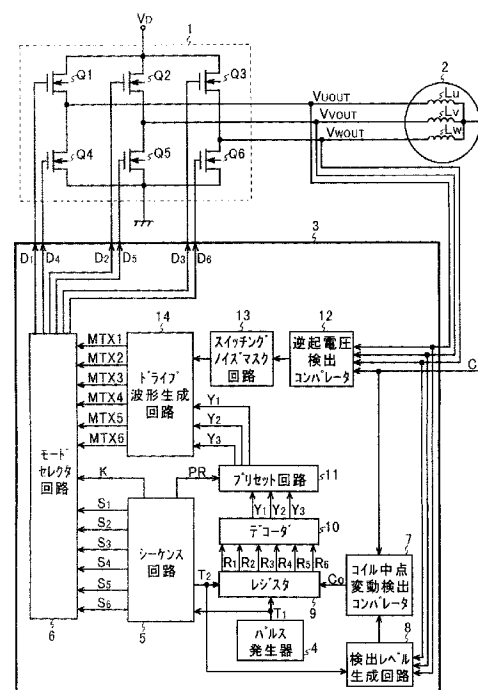 VD
1
Q1
Q2
Q3
Q4
Q5
Q6
2
Lu
Lv
Lw
VUOUT
VVOUT
VWOUT
3
D1
D4
D2
D5
D3
D6
14
13
12
MTX1
MTX2
MTX3
MTX4
MTX5
MTX6
ドライブ
波形生成
回路
スイッチング
ノイズマスク
回路
逆起電圧
検出
コンパレータ
C
Y1
Y2
Y3
モード
セレクタ
回路
K
PR
プリセット回路
11
Y1
Y2
Y3
デコーダ
10
S1
S2
S3
S4
S5
S6
シーケンス
回路
R1
R2
R3
R4
R5
R6
T2
レジスタ
Co
9
7
コイル中点
変動検出
コンパレータ
T1
パルス
発生器
4
8
検出レベル
生成回路
6
5